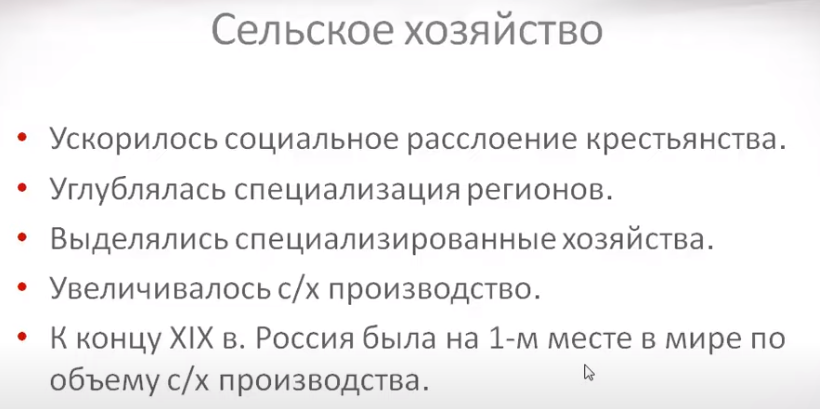 Сельское хозяйство
• Ускорилось социальное расслоение крестьянства.
• Углублялась специализация регионов.
• Выделялись специализированные хозяйства.
• Увеличивалось с/х производство.
• К концу XIX в. Россия была на 1-м месте в мире по
объему с/х производства.